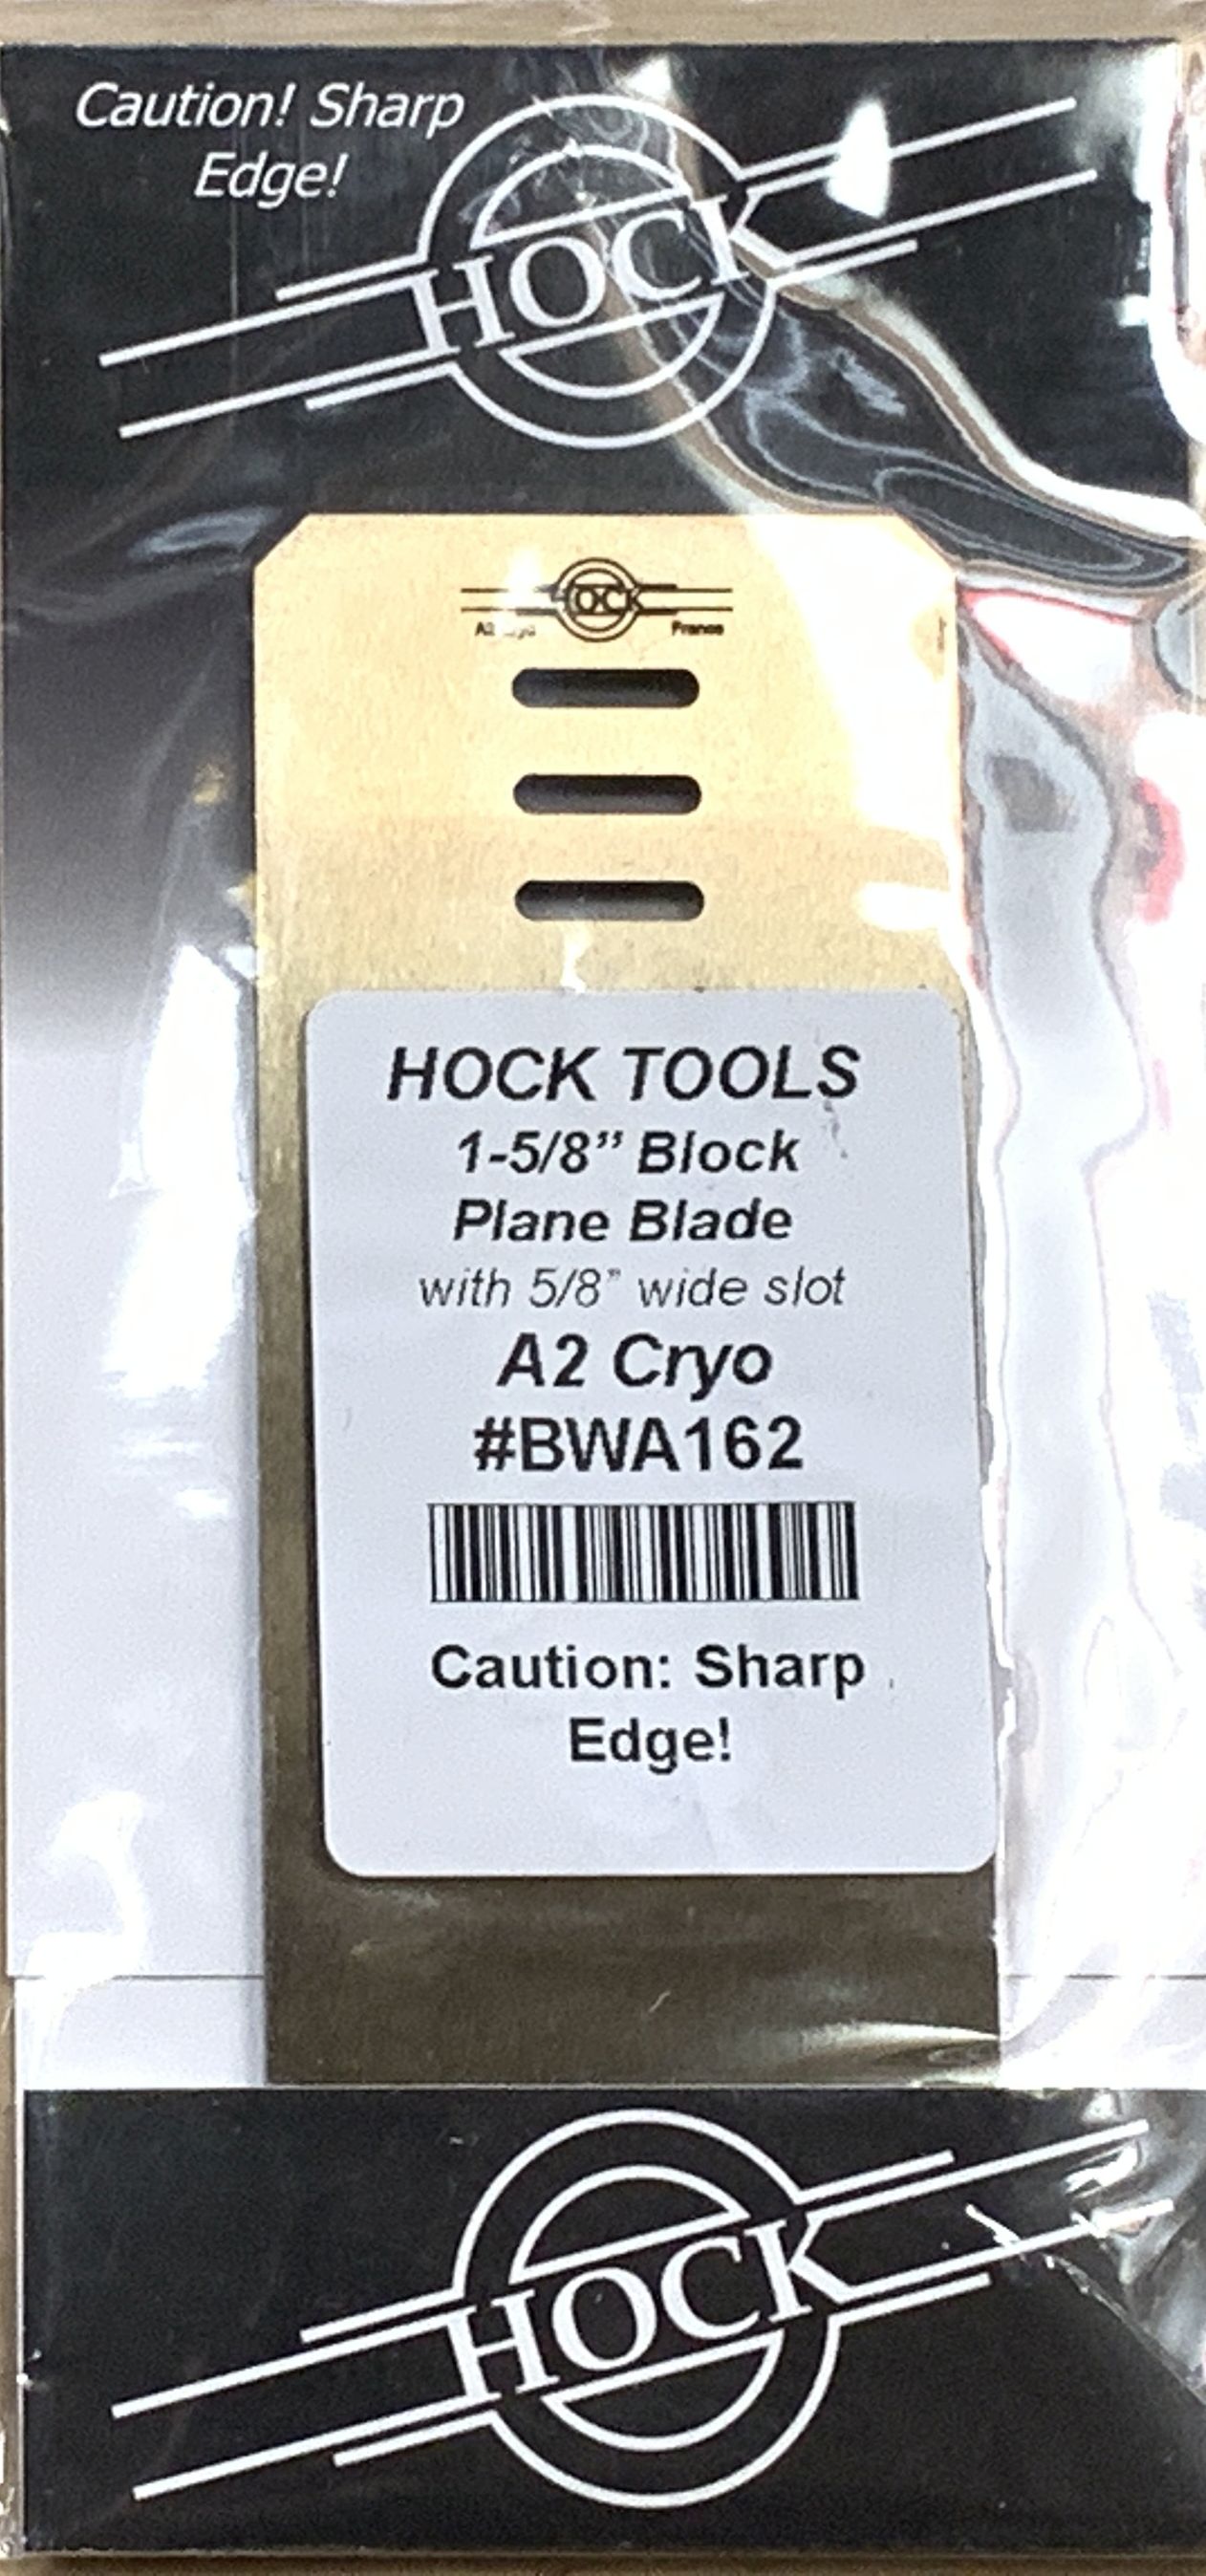 Caution! Sharp
Edge!
HOCK
HOCK
France
HOCK TOOLS
1-5/8” Block
Plane Blade
with 5/8” wide slot
A2 Cryo
#BWA162
Caution: Sharp
Edge!
HOCK